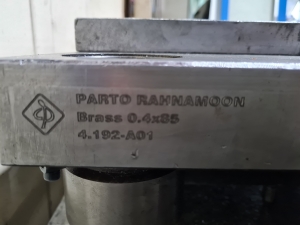 PARTO RAHNAMOON
Brass 0.4x85
4.192-A01